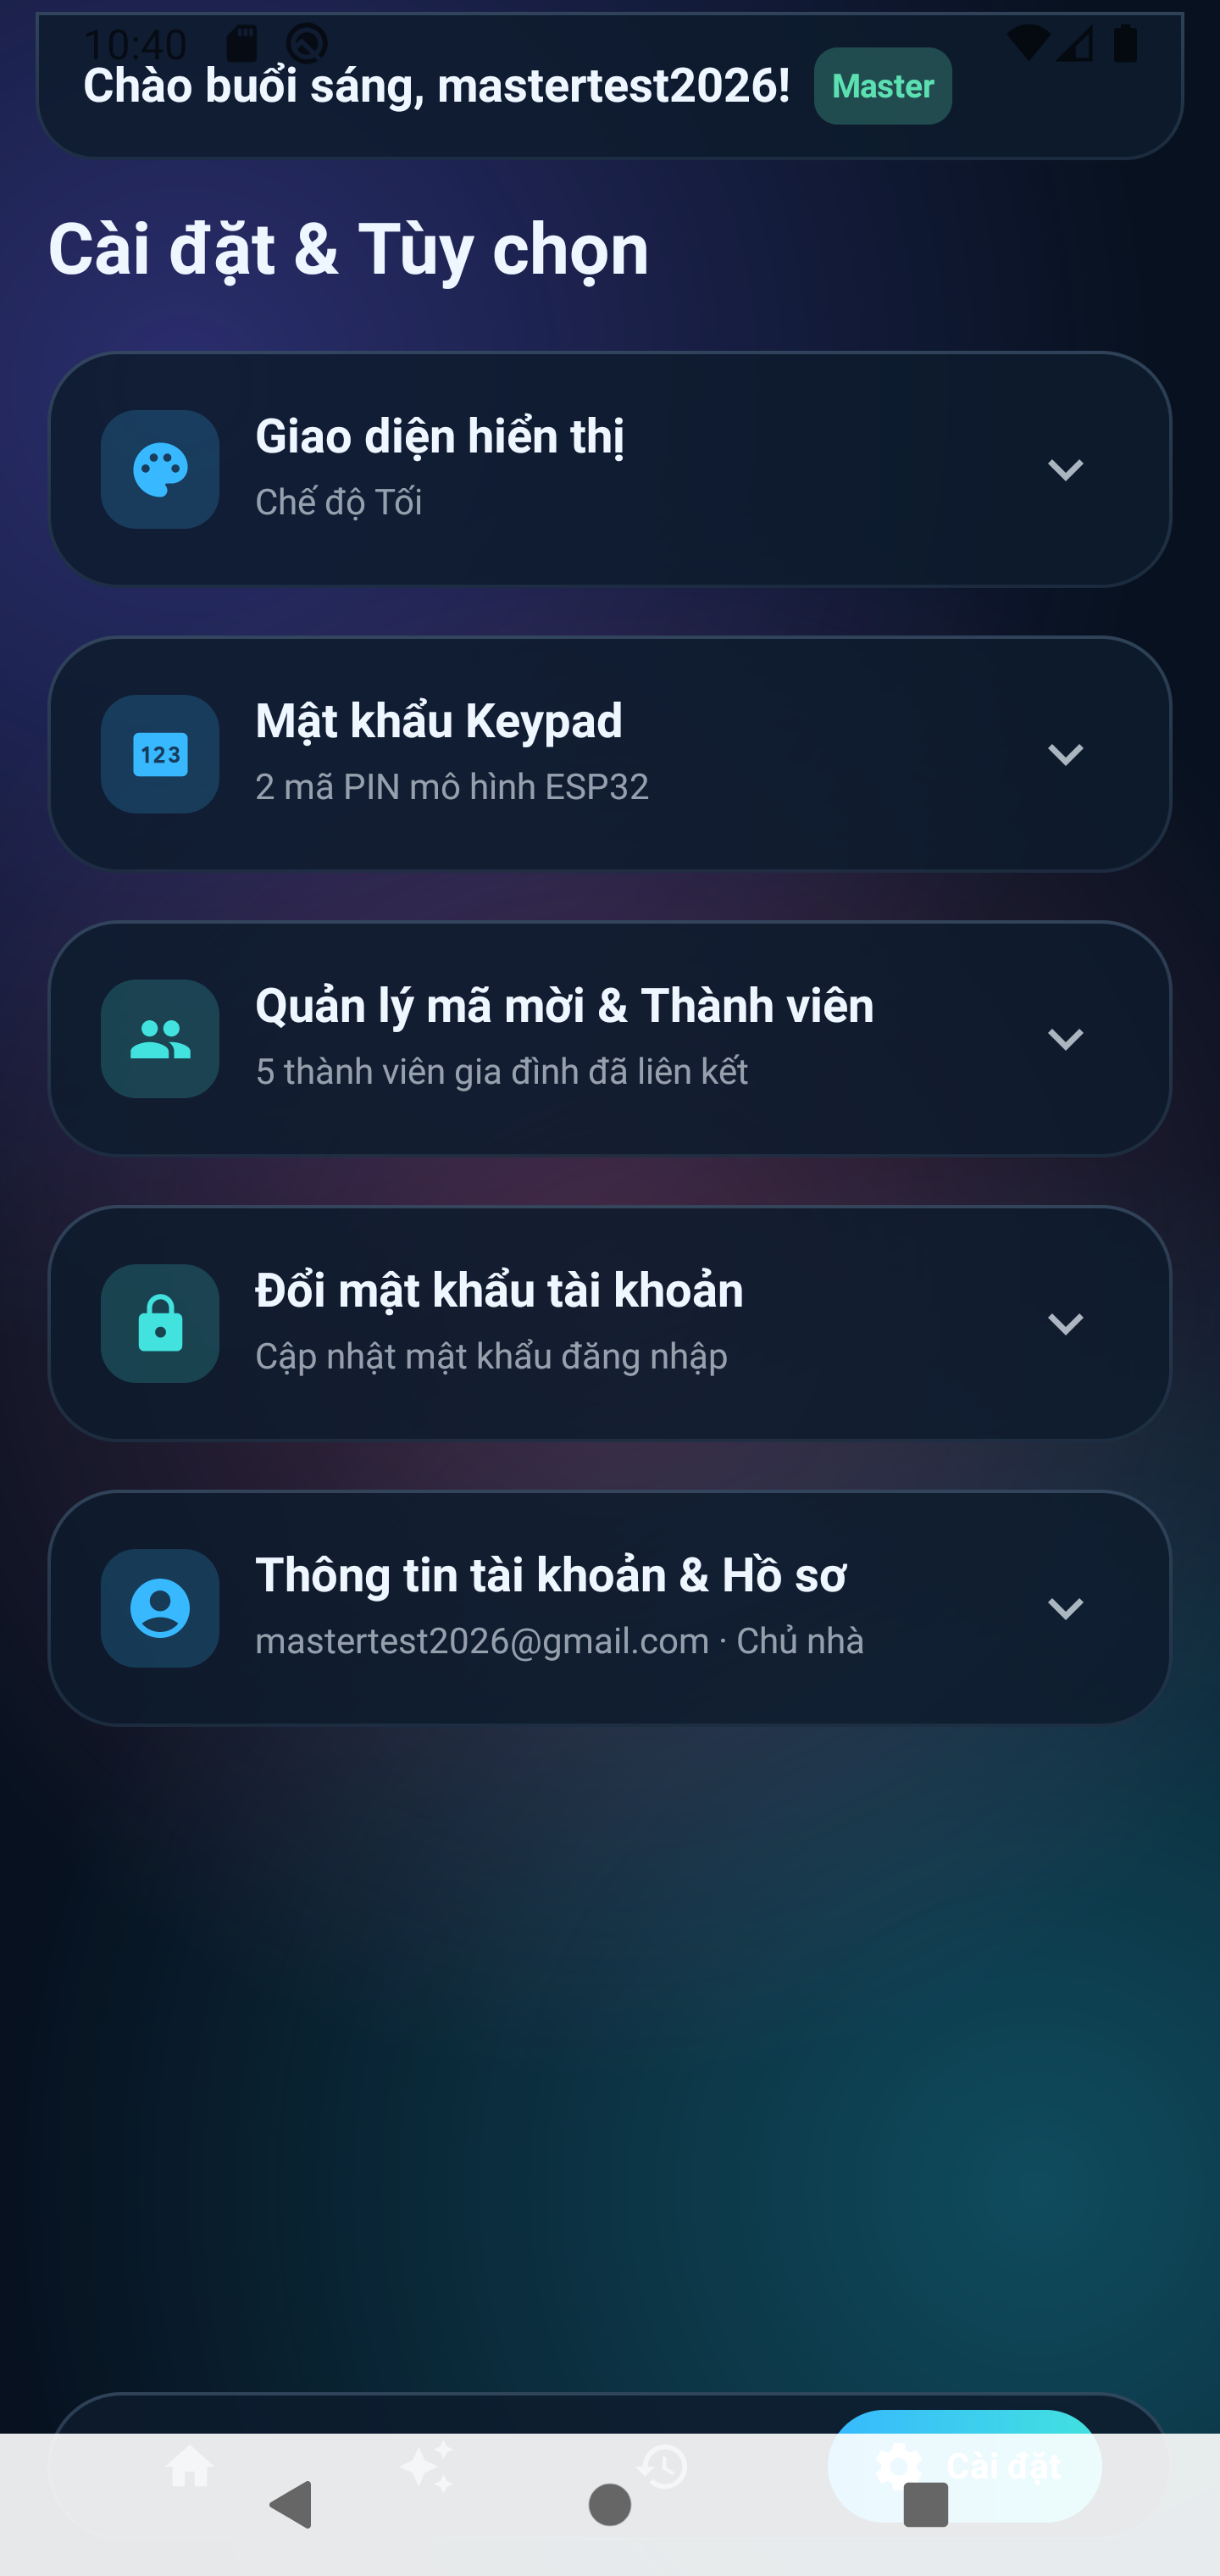 10:40
Chào buổi sáng, mastertest2026!
Master
Cài đặt & Tùy chọn
Giao diện hiển thị
Chế độ Tối
123
Mật khẩu Keypad
2 mã PIN mô hình ESP32
Quản lý mã mời & Thành viên
5 thành viên gia đình đã liên kết
Đổi mật khẩu tài khoản
Cập nhật mật khẩu đăng nhập
Thông tin tài khoản & Hồ sơ
mastertest2026@gmail.com · Chủ nhà
Cài đặt